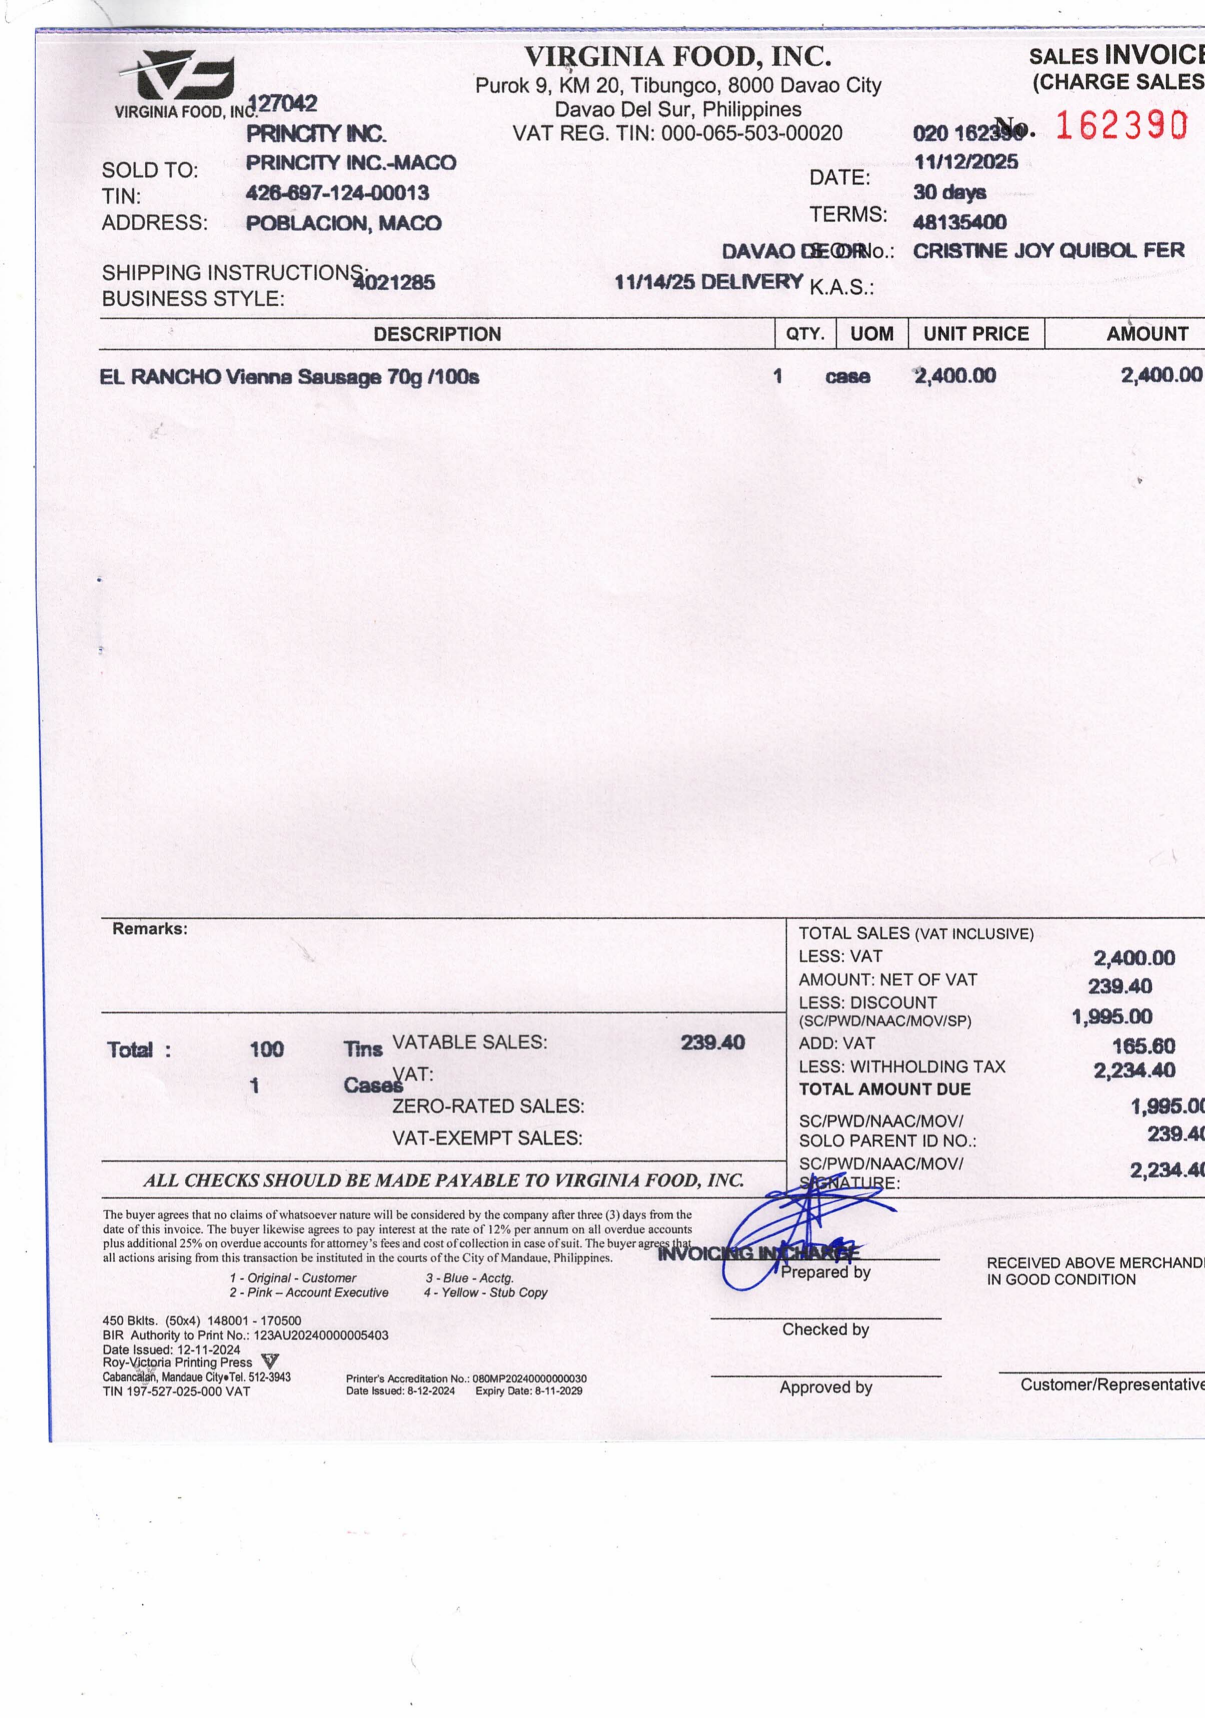 VIRGINIA FOOD, INC.
Purok 9, KM 20, Tibungco, 8000 Davao City
Davao Del Sur, Philippines
VAT REG. TIN: 000-065-503-00020
SALES INVOICE
(CHARGE SALES
No. 162390
VIRGINIA FOOD, INC.
127042
PRINCITY INC.
020 162390
SOLD TO: PRINCITY INC.-MACO
DATE: 11/12/2025
TIN: 426-697-124-00013
TERMS: 30 days
ADDRESS: POBLACION, MACO
48135400
DAVAO DE OR S.O. No.: CRISTINE JOY QUIBOL FER
SHIPPING INSTRUCTIONS: 4021285
11/14/25 DELIVERY K.A.S.:
BUSINESS STYLE:
DESCRIPTION QTY. UOM UNIT PRICE AMOUNT
EL RANCHO Vienna Sausage 70g /100s 1 case 2,400.00 2,400.00
Remarks:
TOTAL SALES (VAT INCLUSIVE)
LESS: VAT 2,400.00
AMOUNT: NET OF VAT 239.40
LESS: DISCOUNT
(SC/PWD/NAAC/MOV/SP) 1,995.00
ADD: VAT 165.60
LESS: WITHHOLDING TAX 2,234.40
TOTAL AMOUNT DUE
1,995.00
SC/PWD/NAAC/MOV/
SOLO PARENT ID NO.: 239.40
SC/PWD/NAAC/MOV/ 2,234.40
SIGNATURE:
Total : 100 Tins VATABLE SALES: 239.40
1 Cases VAT:
ZERO-RATED SALES:
VAT-EXEMPT SALES:
ALL CHECKS SHOULD BE MADE PAYABLE TO VIRGINIA FOOD, INC.
The buyer agrees that no claims of whatsoever nature will be considered by the company after three (3) days from the
date of this invoice. The buyer likewise agrees to pay interest at the rate of 12% per annum on all overdue accounts
plus additional 25% on overdue accounts for attorney's fees and cost of collection in case of suit. The buyer agrees that
all actions arising from this transaction be instituted in the courts of the City of Mandaue, Philippines.
1 - Original - Customer 3 - Blue - Acctg.
2 - Pink – Account Executive 4 - Yellow - Stub Copy
INVOICING IN CHARGE
Prepared by
RECEIVED ABOVE MERCHANDI
IN GOOD CONDITION
Checked by
Approved by
Customer/Representative
450 Bklts. (50x4) 148001 - 170500
BIR Authority to Print No.: 123AU20240000005403
Date Issued: 12-11-2024
Roy-Victoria Printing Press
Cabancalan, Mandaue City•Tel. 512-3943
TIN 197-527-025-000 VAT
Printer's Accreditation No.: 080MP20240000000030
Date Issued: 8-12-2024 Expiry Date: 8-11-2029